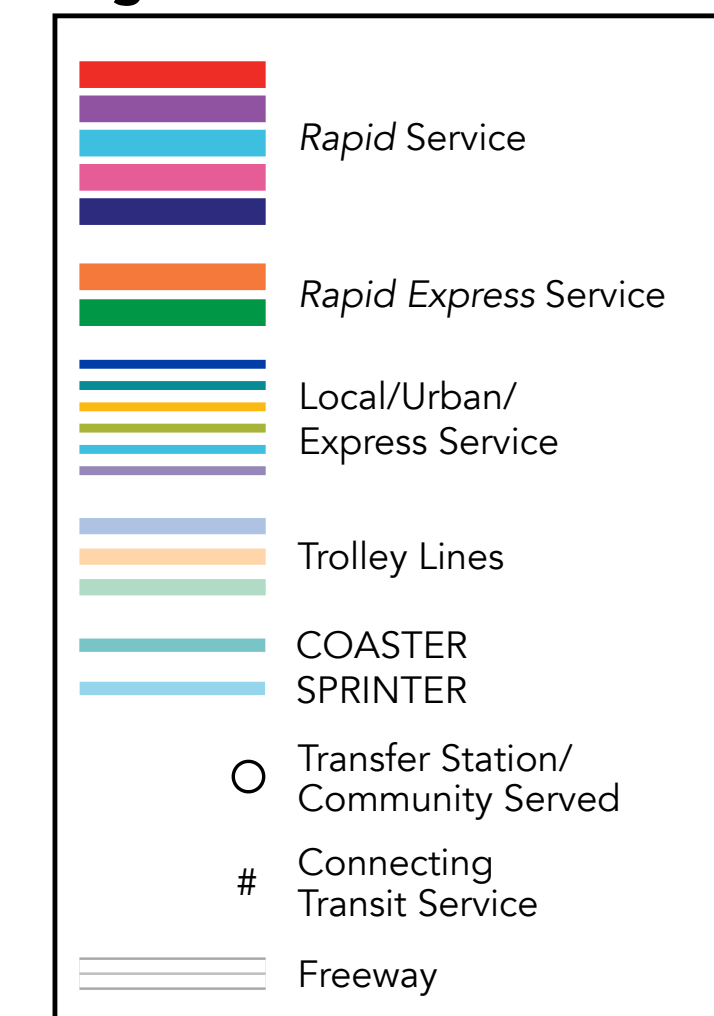 Rapid Service
Rapid Express Service
Local/Urban/
Express Service
Trolley Lines
COASTER
SPRINTER
Transfer Station/
Community Served
# Connecting
Transit Service
Freeway